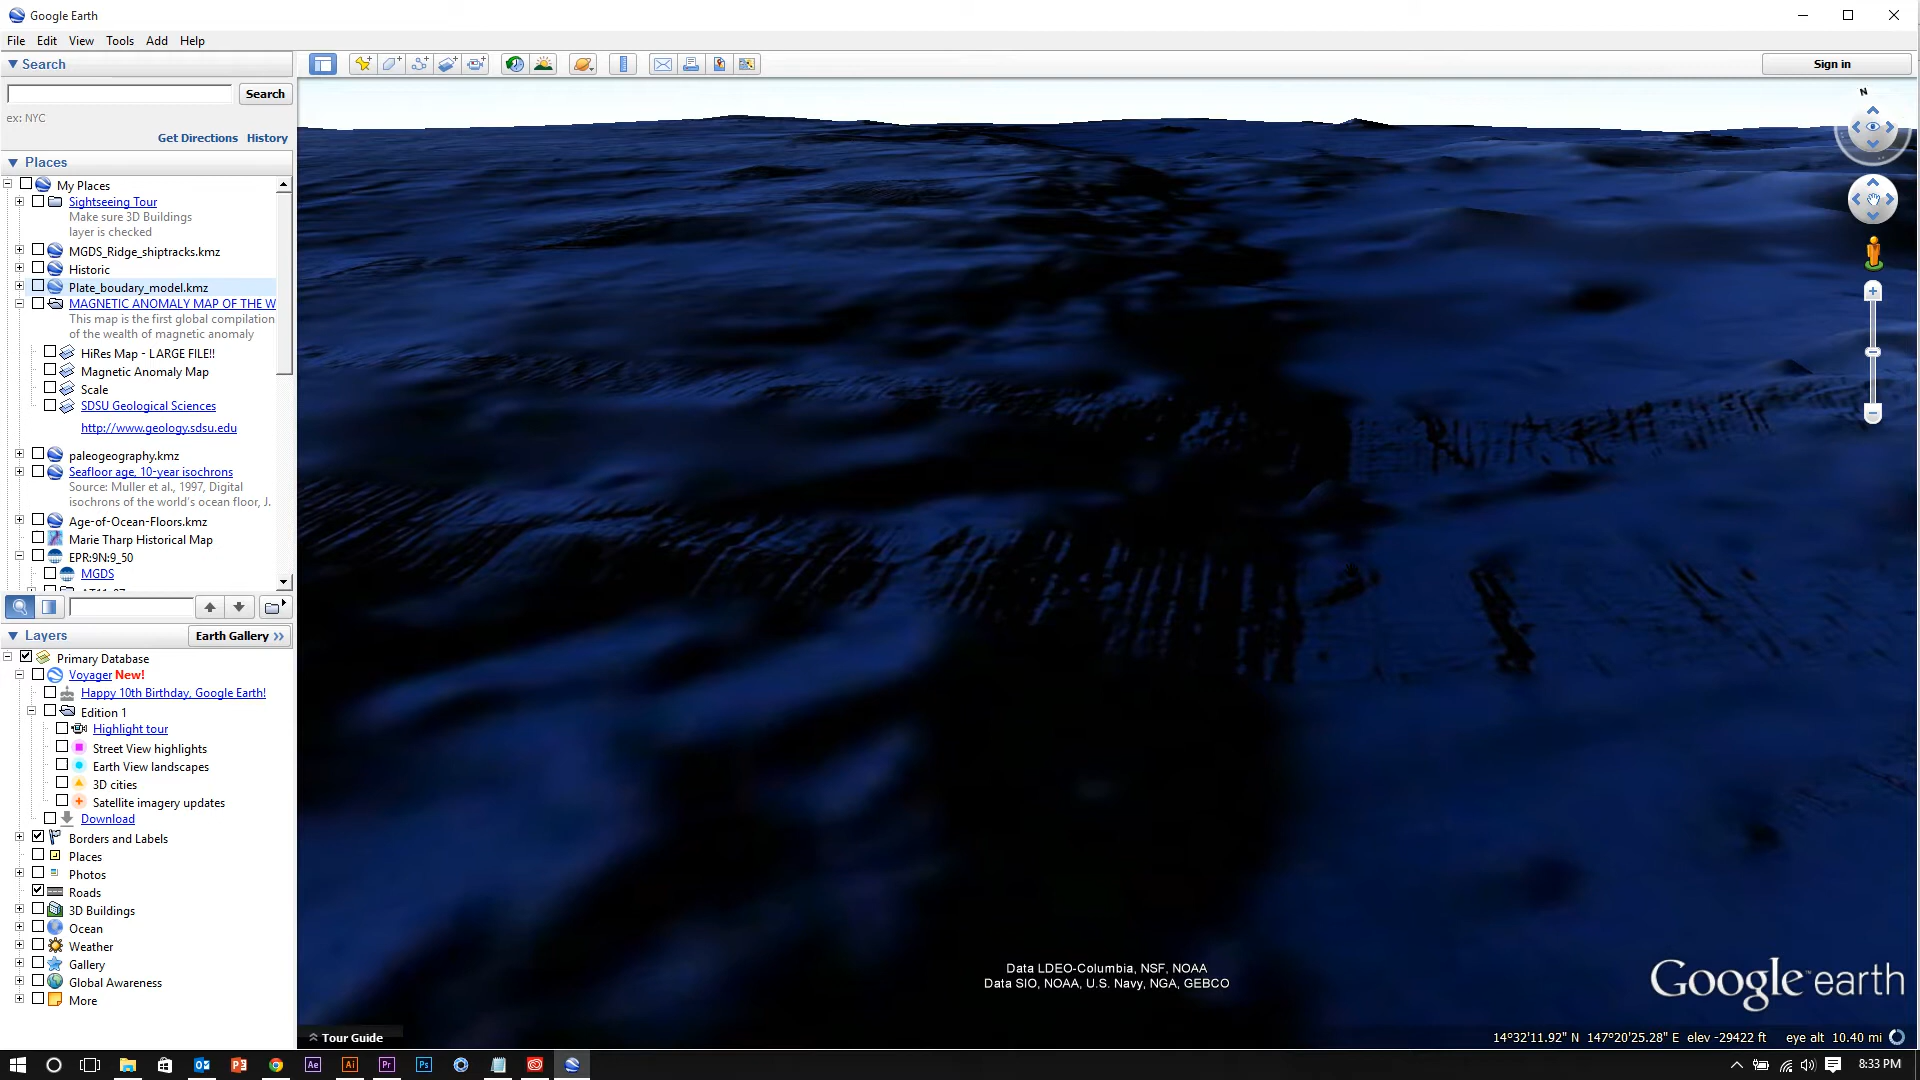 Google Earth
File Edit View Tools Add Help
Search
Sign in
Search
ex: NYC
Get Directions History
Places
My Places
Sightseeing Tour
Make sure 3D Buildings
layer is checked
MGDS_Ridge_shiptracks.kmz
Historic
Plate_boudary_model.kmz
MAGNETIC ANOMALY MAP OF THE W
This map is the first global compilation
of the wealth of magnetic anomaly
HiRes Map - LARGE FILE!!
Magnetic Anomaly Map
Scale
SDSU Geological Sciences
http://www.geology.sdsu.edu
paleogeography.kmz
Seafloor age, 10-year isochrons
Source: Muller et al., 1997, Digital
isochrons of the world's ocean floor, J.
Age-of-Ocean-Floors.kmz
Marie Tharp Historical Map
EPR:9N:9_50
MGDS
Layers
Earth Gallery »
Primary Database
Voyager New!
Happy 10th Birthday, Google Earth!
Edition 1
Highlight tour
Street View highlights
Earth View landscapes
3D cities
Satellite imagery updates
Download
Borders and Labels
Places
Photos
Roads
3D Buildings
Ocean
Weather
Gallery
Global Awareness
More
N
Data LDEO-Columbia, NSF, NOAA
Data SIO, NOAA, U.S. Navy, NGA, GEBCO
Google earth
Tour Guide
14°32'11.92" N 147°20'25.28" E elev -29422 ft eye alt 10.40 mi
Ae Ai Pr Ps
8:33 PM